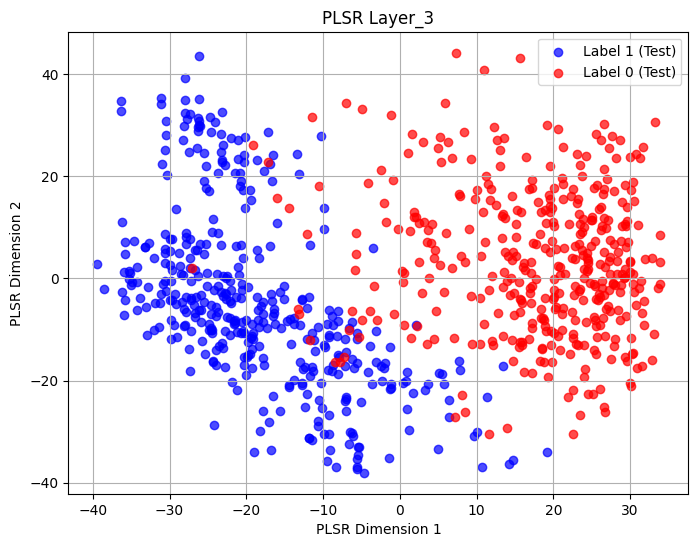 PLSR Layer_3
Label 1 (Test)
Label 0 (Test)
40
20
0
−20
−40
PLSR Dimension 2
−40 −30 −20 −10 0 10 20 30
PLSR Dimension 1